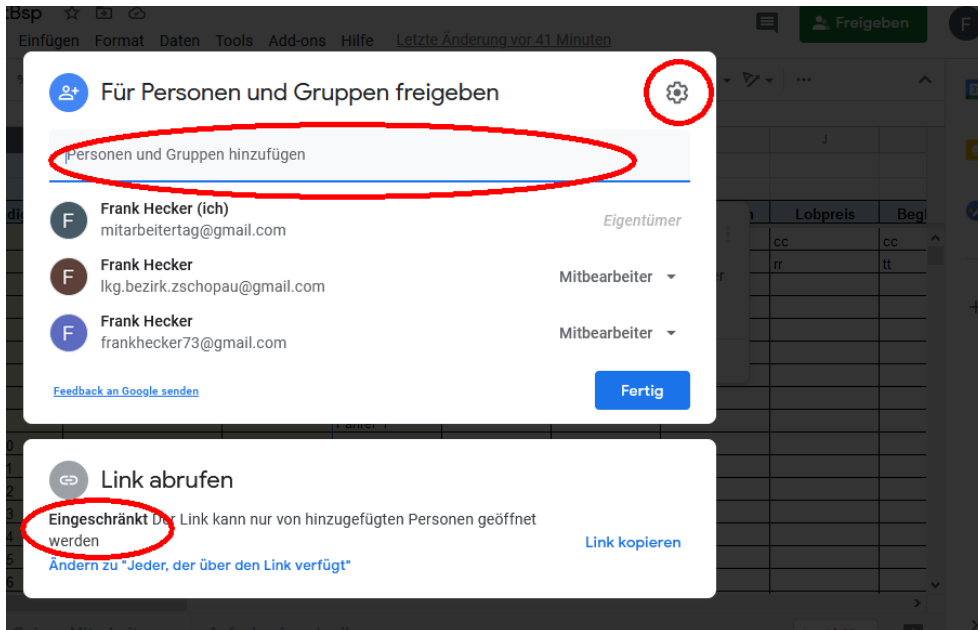 Bsp
Freigeben
F
Einfügen Format Daten Tools Add-ons Hilfe Letzte Änderung vor 41 Minuten
Für Personen und Gruppen freigeben
Personen und Gruppen hinzufügen
J
F Frank Hecker (ich)
mitarbeitertag@gmail.com
Eigentümer
Lobpreis
cc
cc
rr
tt
F Frank Hecker
lkg.bezirk.zschopau@gmail.com
Mitbearbeiter
F Frank Hecker
frankhecker73@gmail.com
Mitbearbeiter
Feedback an Google senden
Fertig
Link abrufen
Eingeschränkt Der Link kann nur von hinzugefügten Personen geöffnet
werden
Link kopieren
Ändern zu "Jeder, der über den Link verfügt"